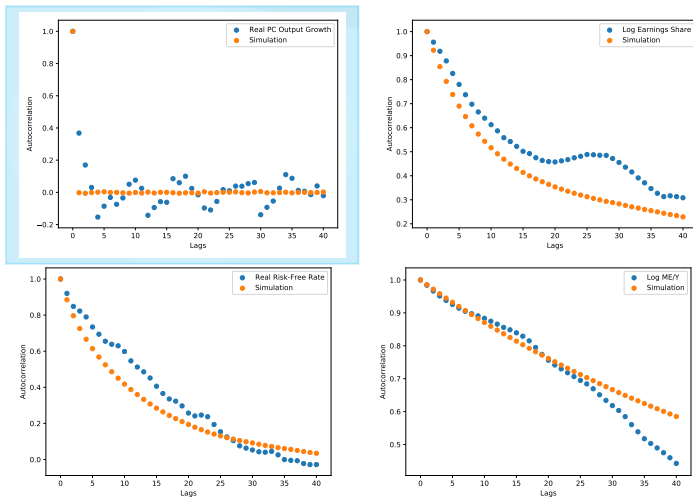 Real PC Output Growth
Simulation
1.0
0.8
0.6
0.4
0.2
0.0
−0.2
Autocorrelation
0 5 10 15 20 25 30 35 40
Lags
Log Earnings Share
Simulation
1.0
0.9
0.8
0.7
0.6
0.5
0.4
0.3
0.2
Autocorrelation
0 5 10 15 20 25 30 35 40
Lags
Real Risk-Free Rate
Simulation
1.0
0.8
0.6
0.4
0.2
0.0
Autocorrelation
0 5 10 15 20 25 30 35 40
Lags
Log ME/Y
Simulation
1.0
0.9
0.8
0.7
0.6
0.5
Autocorrelation
0 5 10 15 20 25 30 35 40
Lags